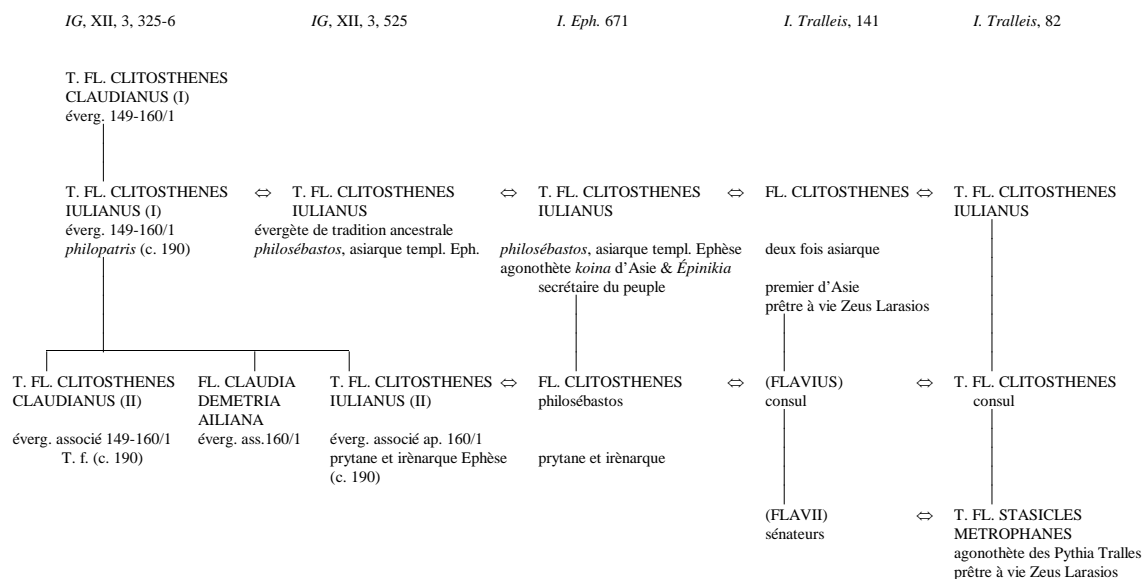 IG, XII, 3, 325-6 IG, XII, 3, 525 I. Eph. 671 I. Tralleis, 141 I. Tralleis, 82
T. FL. CLITOSTHENES
CLAUDIANUS (I)
éverg. 149-160/1
T. FL. CLITOSTHENES ⇔ T. FL. CLITOSTHENES ⇔ T. FL. CLITOSTHENES ⇔ FL. CLITOSTHENES ⇔ T. FL. CLITOSTHENES
IULIANUS (I) IULIANUS IULIANUS IULIANUS
éverg. 149-160/1 évergète de tradition ancestrale
philopatris (c. 190) philosébastos, asiarque templ. Eph. philosébastos, asiarque templ. Ephèse deux fois asiarque
agonothète koina d’Asie & Épinikia
secrétaire du peuple premier d’Asie
prêtre à vie Zeus Larasios
T. FL. CLITOSTHENES FL. CLAUDIA T. FL. CLITOSTHENES ⇔ FL. CLITOSTHENES ⇔ (FLAVIUS) ⇔ T. FL. CLITOSTHENES
CLAUDIANUS (II) DEMETRIA IULIANUS (II) philosébastos consul consul
AILIANA
éverg. associé 149-160/1 éverg. ass.160/1 éverg. associé ap. 160/1
T. f. (c. 190) prytane et irènarque Ephèse prytane et irènarque
(c. 190)
(FLAVII) ⇔ T. FL. STASICLES
sénateurs METROPHANES
agonothète des Pythia Tralles
prêtre à vie Zeus Larasios